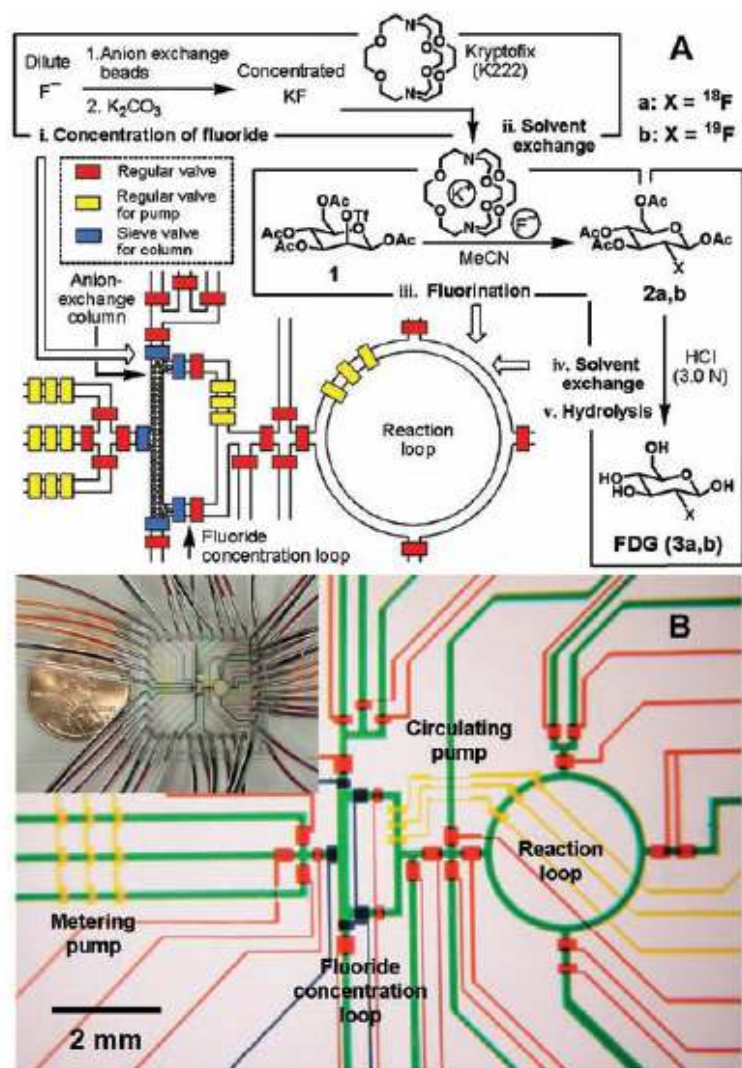 A
Dilute
F⁻
1. Anion exchange
beads
2. K₂CO₃
Concentrated
KF
N
O
O
O
O
N
Kryptofix
(K222)
a: X = ¹⁸F
b: X = ¹⁹F
i. Concentration of fluoride
ii. Solvent
exchange
Regular valve
Regular valve
for pump
Sieve valve
for column
OAc
OTf
AcO
AcO
OAc
1
N
O
O
K⁺
O
O
N
F⁻
MeCN
OAc
AcO
AcO
OAc
X
2a,b
iii. Fluorination
Anion-
exchange
column
HCl
(3.0 N)
iv. Solvent
exchange
v. Hydrolysis
Reaction
loop
OH
HO
HO
OH
X
FDG (3a,b)
Fluoride
concentration loop
B
Circulating
pump
Reaction
loop
Metering
pump
Fluoride
concentration
loop
2 mm